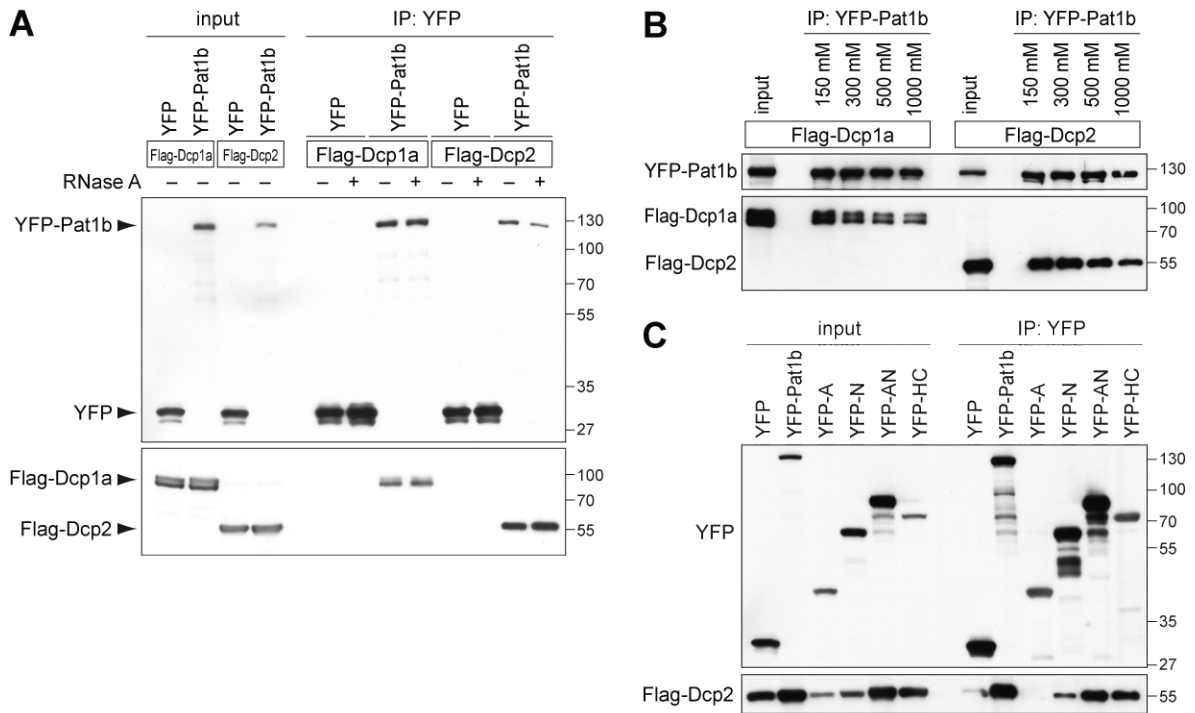 A
input
IP: YFP
YFP
YFP-Pat1b
YFP
YFP-Pat1b
YFP
YFP-Pat1b
YFP
YFP-Pat1b
Flag-Dcp1a
Flag-Dcp2
Flag-Dcp1a
Flag-Dcp2
RNase A
– – – – – + – + – + – +
YFP-Pat1b
130
100
70
55
YFP
35
27
Flag-Dcp1a
100
70
Flag-Dcp2
55
B
IP: YFP-Pat1b
IP: YFP-Pat1b
input
150 mM
300 mM
500 mM
1000 mM
input
150 mM
300 mM
500 mM
1000 mM
Flag-Dcp1a
Flag-Dcp2
YFP-Pat1b
130
Flag-Dcp1a
100
70
Flag-Dcp2
55
C
input
IP: YFP
YFP
YFP-Pat1b
YFP-A
YFP-N
YFP-AN
YFP-HC
YFP
YFP-Pat1b
YFP-A
YFP-N
YFP-AN
YFP-HC
YFP
130
100
70
55
35
27
Flag-Dcp2
55